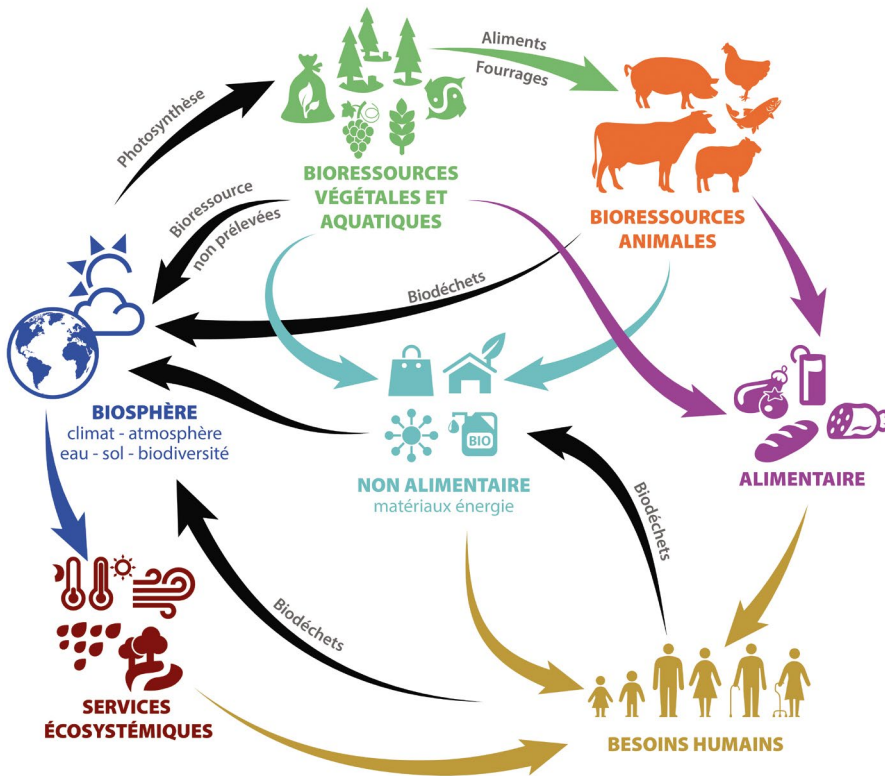 Aliments
Fourrages
Photosynthèse
BIORESSOURCES
VÉGÉTALES ET
AQUATIQUES
BIORESSOURCES
ANIMALES
Bioressource
non prélevées
Biodéchets
BIOSPHÈRE
climat - atmosphère
eau - sol - biodiversité
BIO
NON ALIMENTAIRE
matériaux énergie
ALIMENTAIRE
Biodéchets
Biodéchets
SERVICES
ÉCOSYSTÉMIQUES
BESOINS HUMAINS